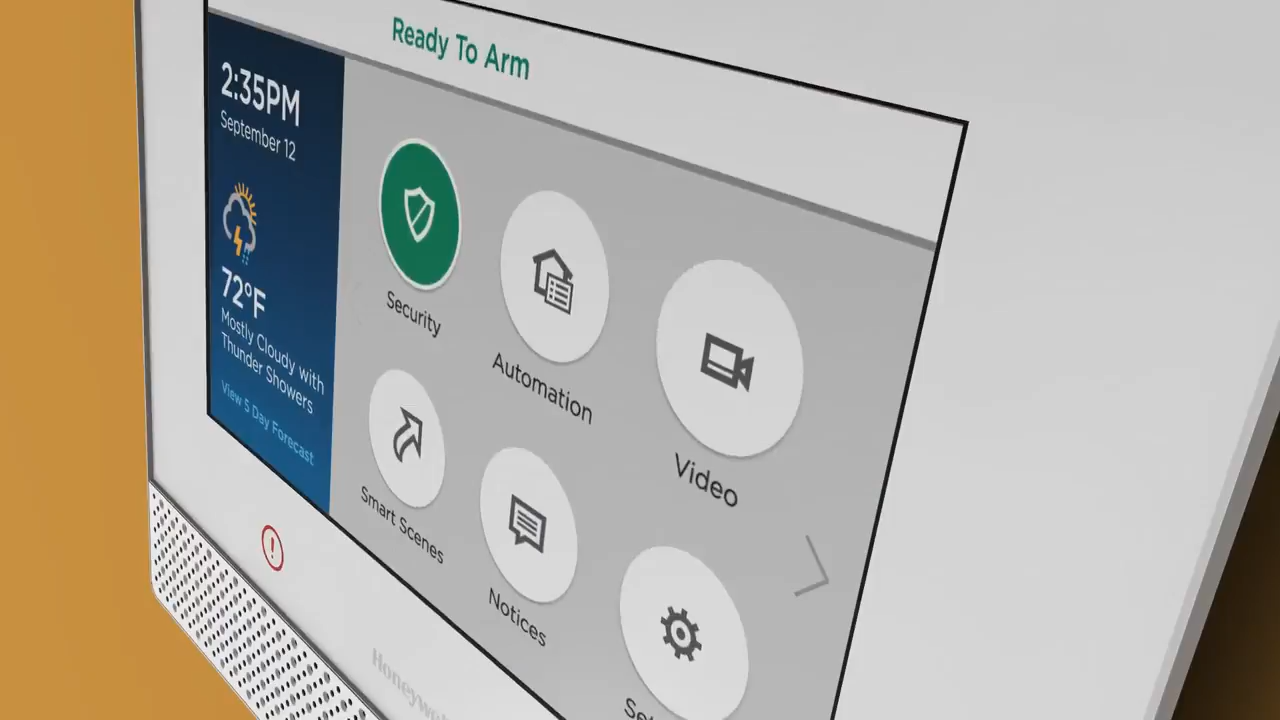 Ready To Arm
2:35PM
September 12
72°F
Mostly Cloudy with
Thunder Showers
View 5 Day Forecast
Security
Automation
Video
Smart Scenes
Notices